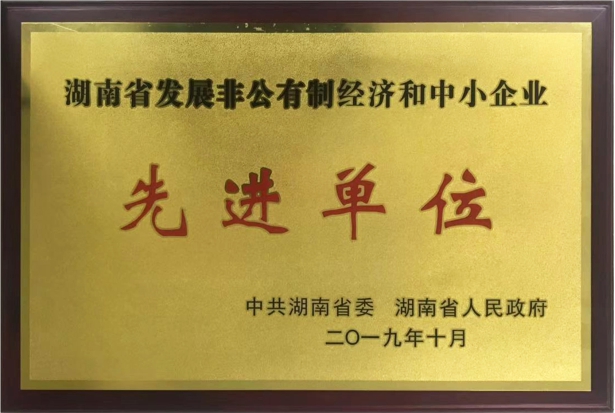 湖南省发展非公有制经济和中小企业
先进单位
中共湖南省委 湖南省人民政府
二〇一九年十月